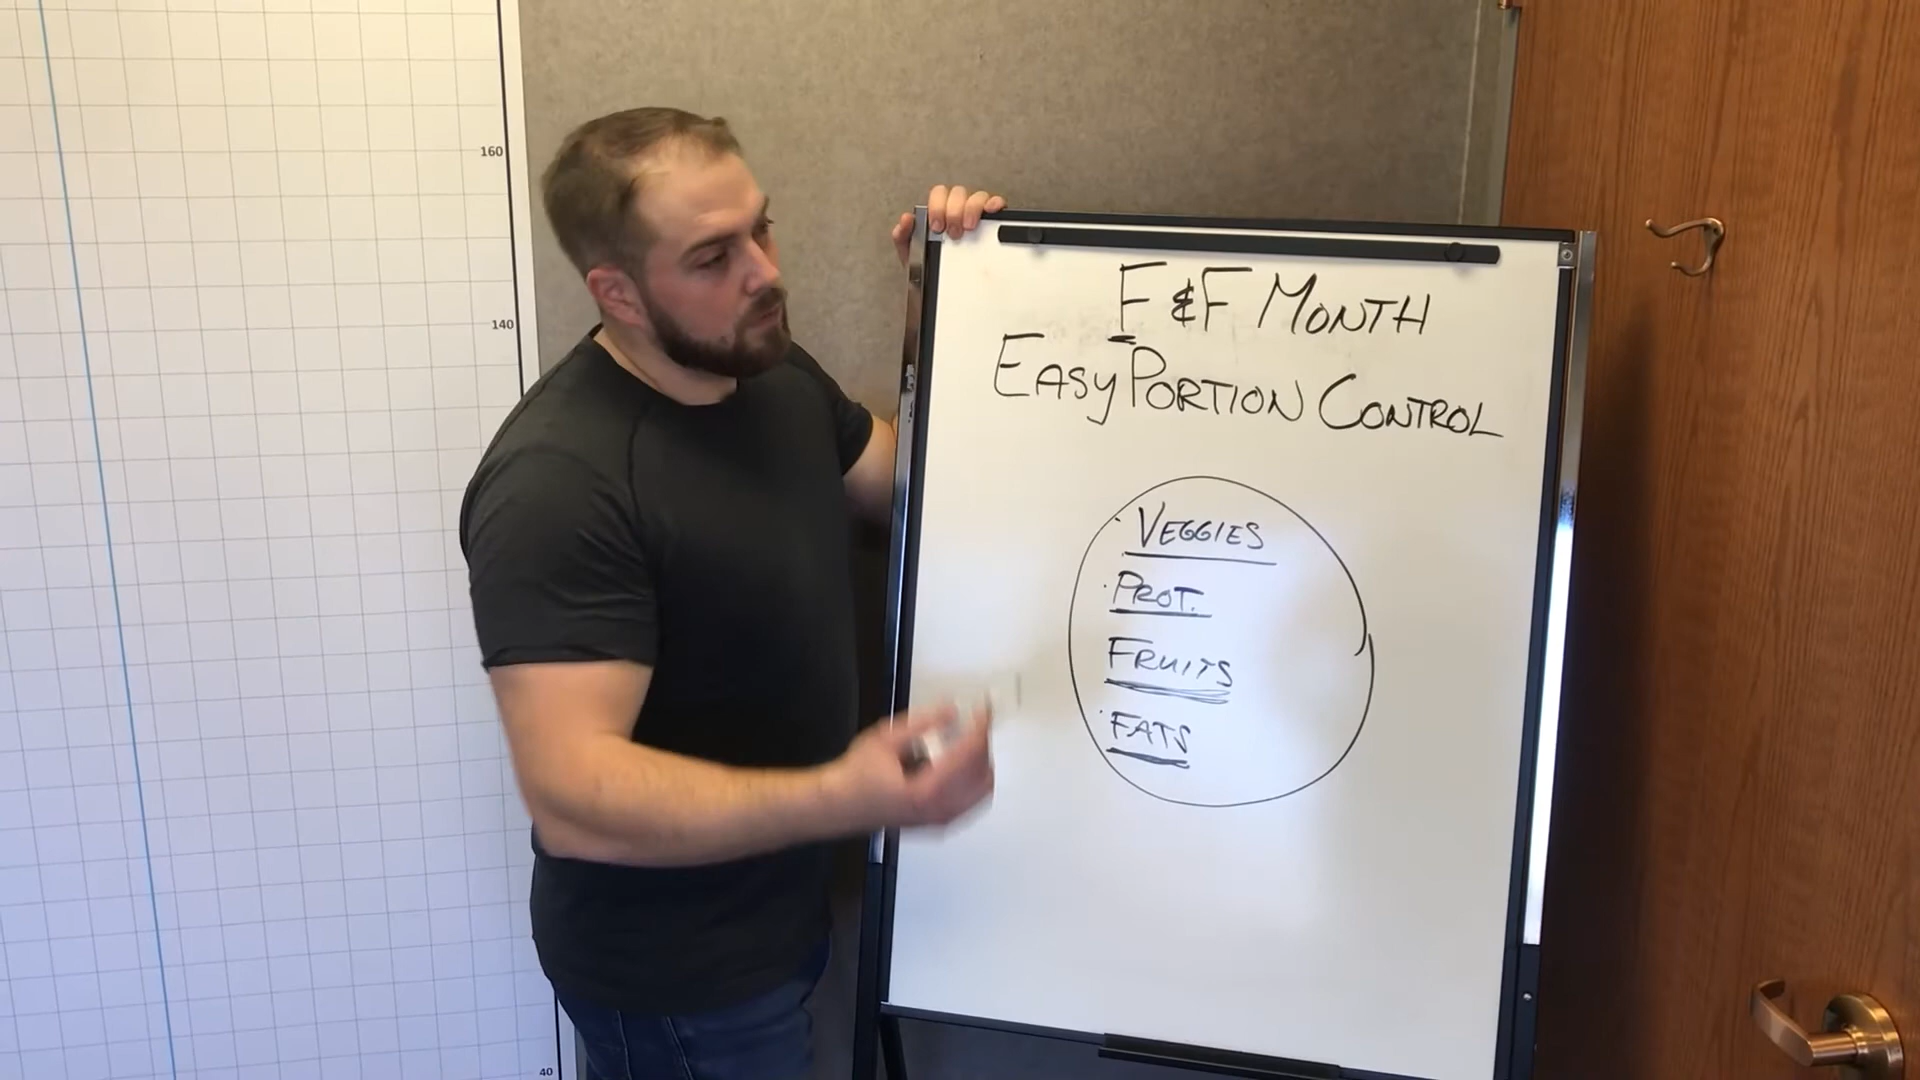 160
140
40
F & F MONTH
EASY PORTION CONTROL
· VEGGIES
· PROT.
FRUITS
· FATS